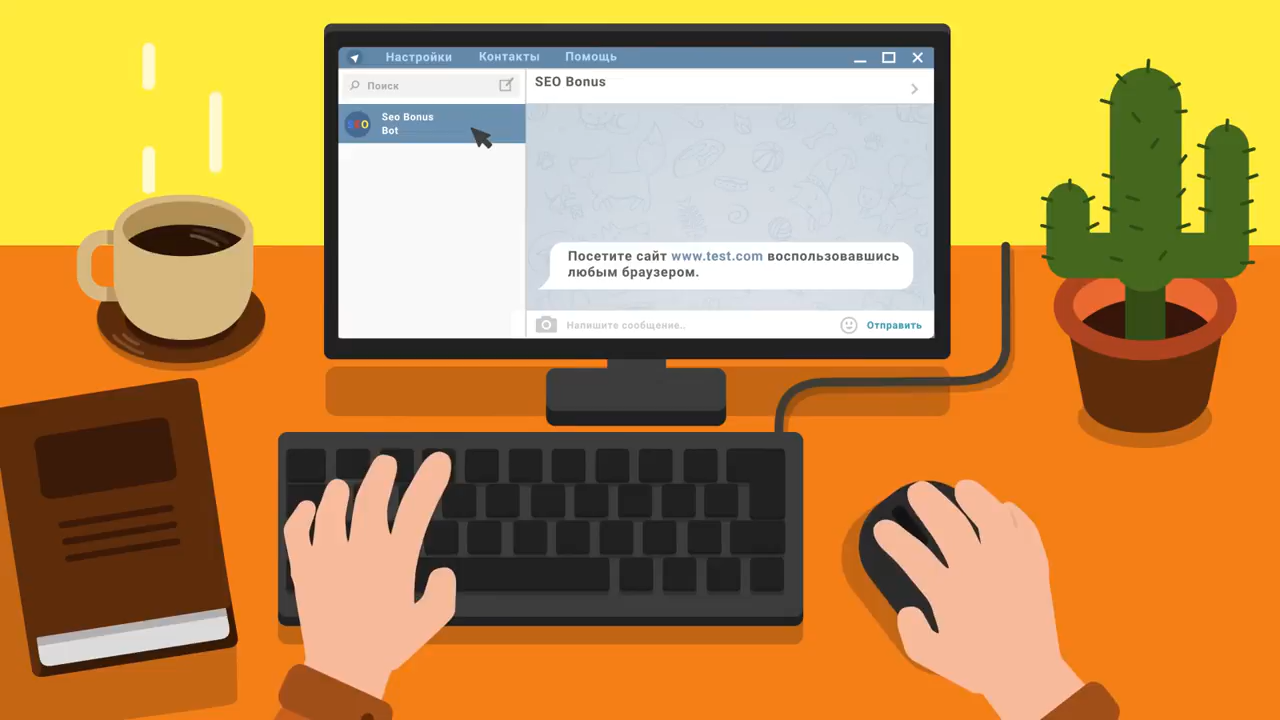 Настройки Контакты Помощь
Поиск
SEO Bonus
SEO
Seo Bonus
Bot
Посетите сайт www.test.com воспользовавшись
любым браузером.
Напишите сообщение..
Отправить